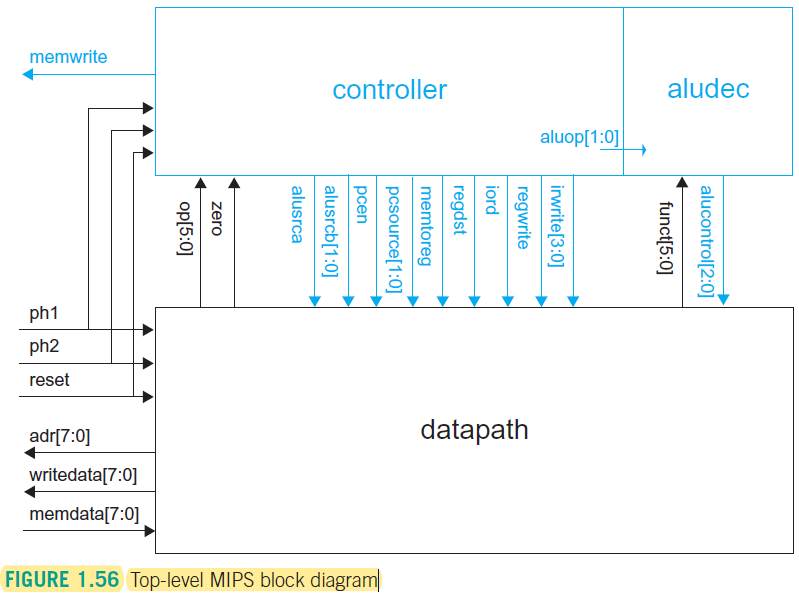 memwrite
controller
aludec
aluop[1:0]
op[5:0]
zero
alusrca
alusrcb[1:0]
pcen
pcsource[1:0]
memtoreg
regdst
iord
regwrite
irwrite[3:0]
funct[5:0]
alucontrol[2:0]
ph1
ph2
reset
adr[7:0]
writedata[7:0]
memdata[7:0]
datapath
FIGURE 1.56 Top-level MIPS block diagram